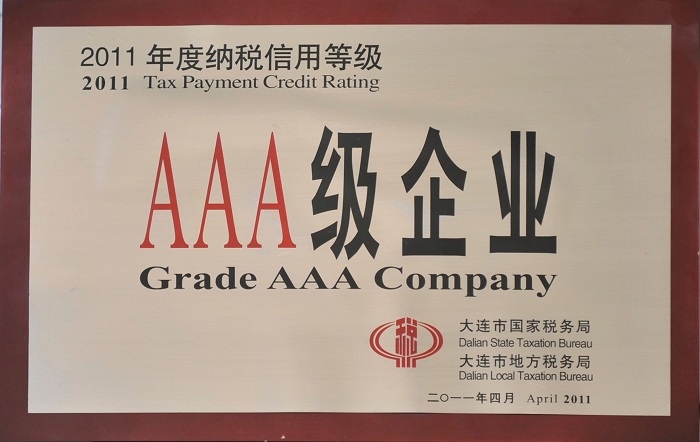 2011 年度纳税信用等级
2011 Tax Payment Credit Rating
AAA级企业
Grade AAA Company
税
大连市国家税务局
Dalian State Taxation Bureau
大连市地方税务局
Dalian Local Taxation Bureau
二〇一一年四月 April 2011